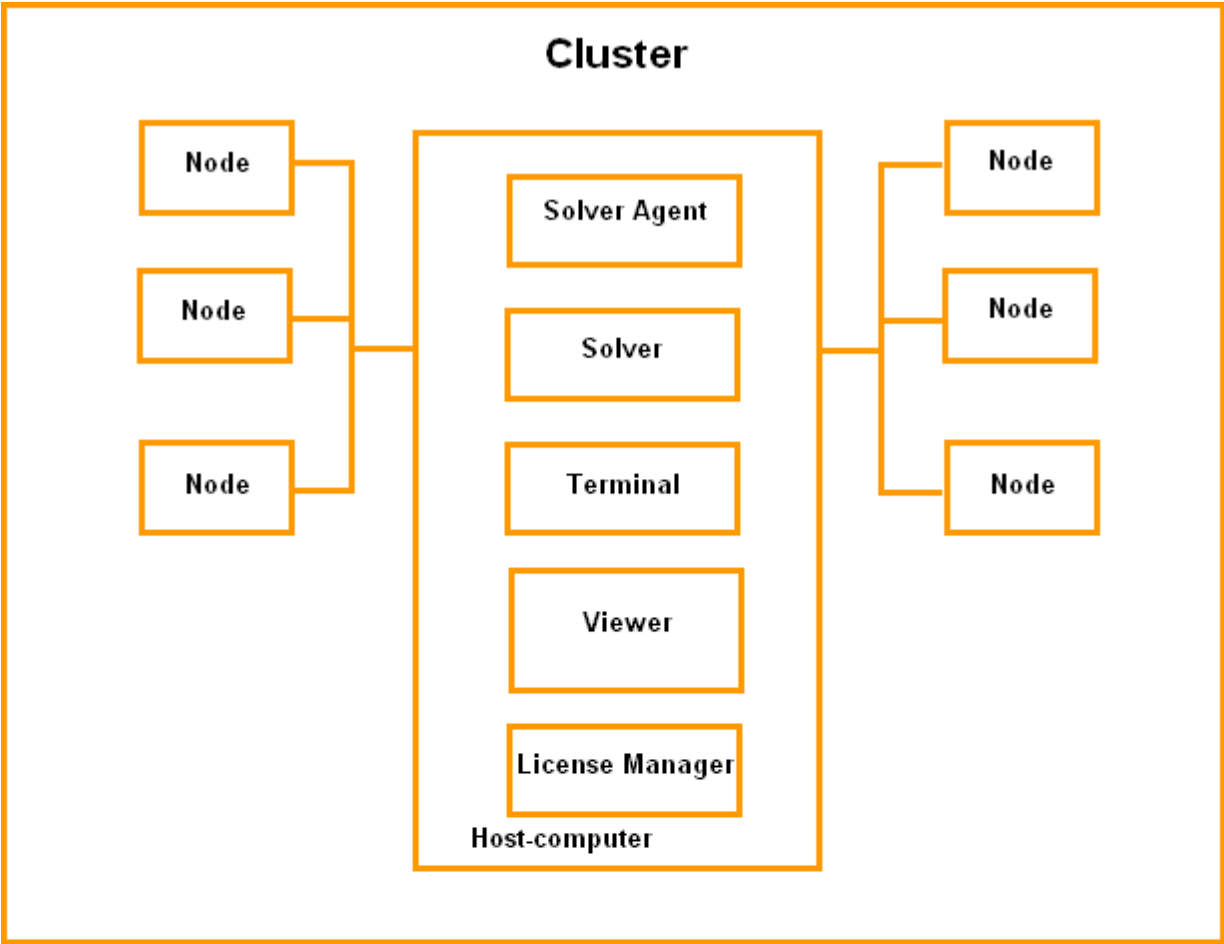 Cluster
Node
Node
Node
Solver Agent
Solver
Terminal
Viewer
License Manager
Host-computer
Node
Node
Node